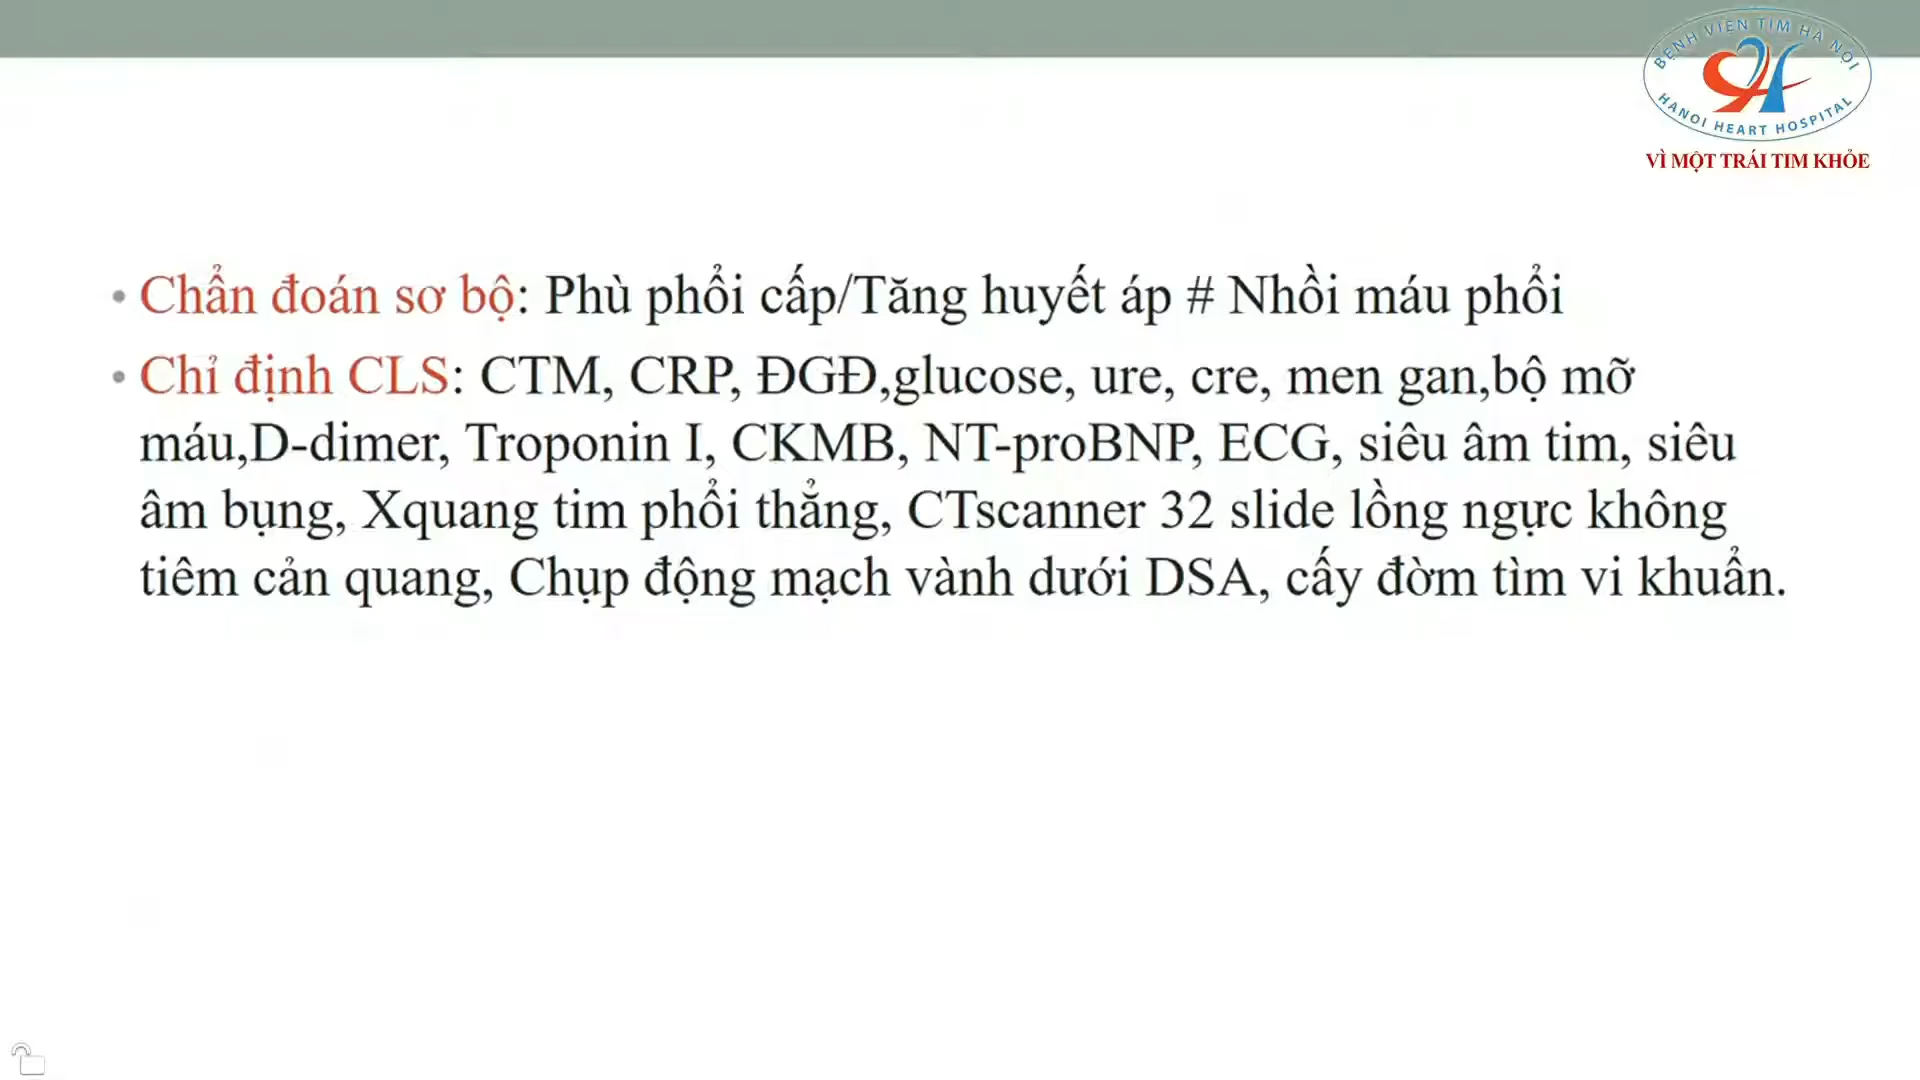 BỆNH VIỆN TIM HÀ NỘI
HANOI HEART HOSPITAL
VÌ MỘT TRÁI TIM KHỎE
• Chẩn đoán sơ bộ: Phù phổi cấp/Tăng huyết áp # Nhồi máu phổi
• Chỉ định CLS: CTM, CRP, ĐGĐ,glucose, ure, cre, men gan,bộ mỡ
máu,D-dimer, Troponin I, CKMB, NT-proBNP, ECG, siêu âm tim, siêu
âm bụng, Xquang tim phổi thẳng, CTscanner 32 slide lồng ngực không
tiêm cản quang, Chụp động mạch vành dưới DSA, cấy đờm tìm vi khuẩn.